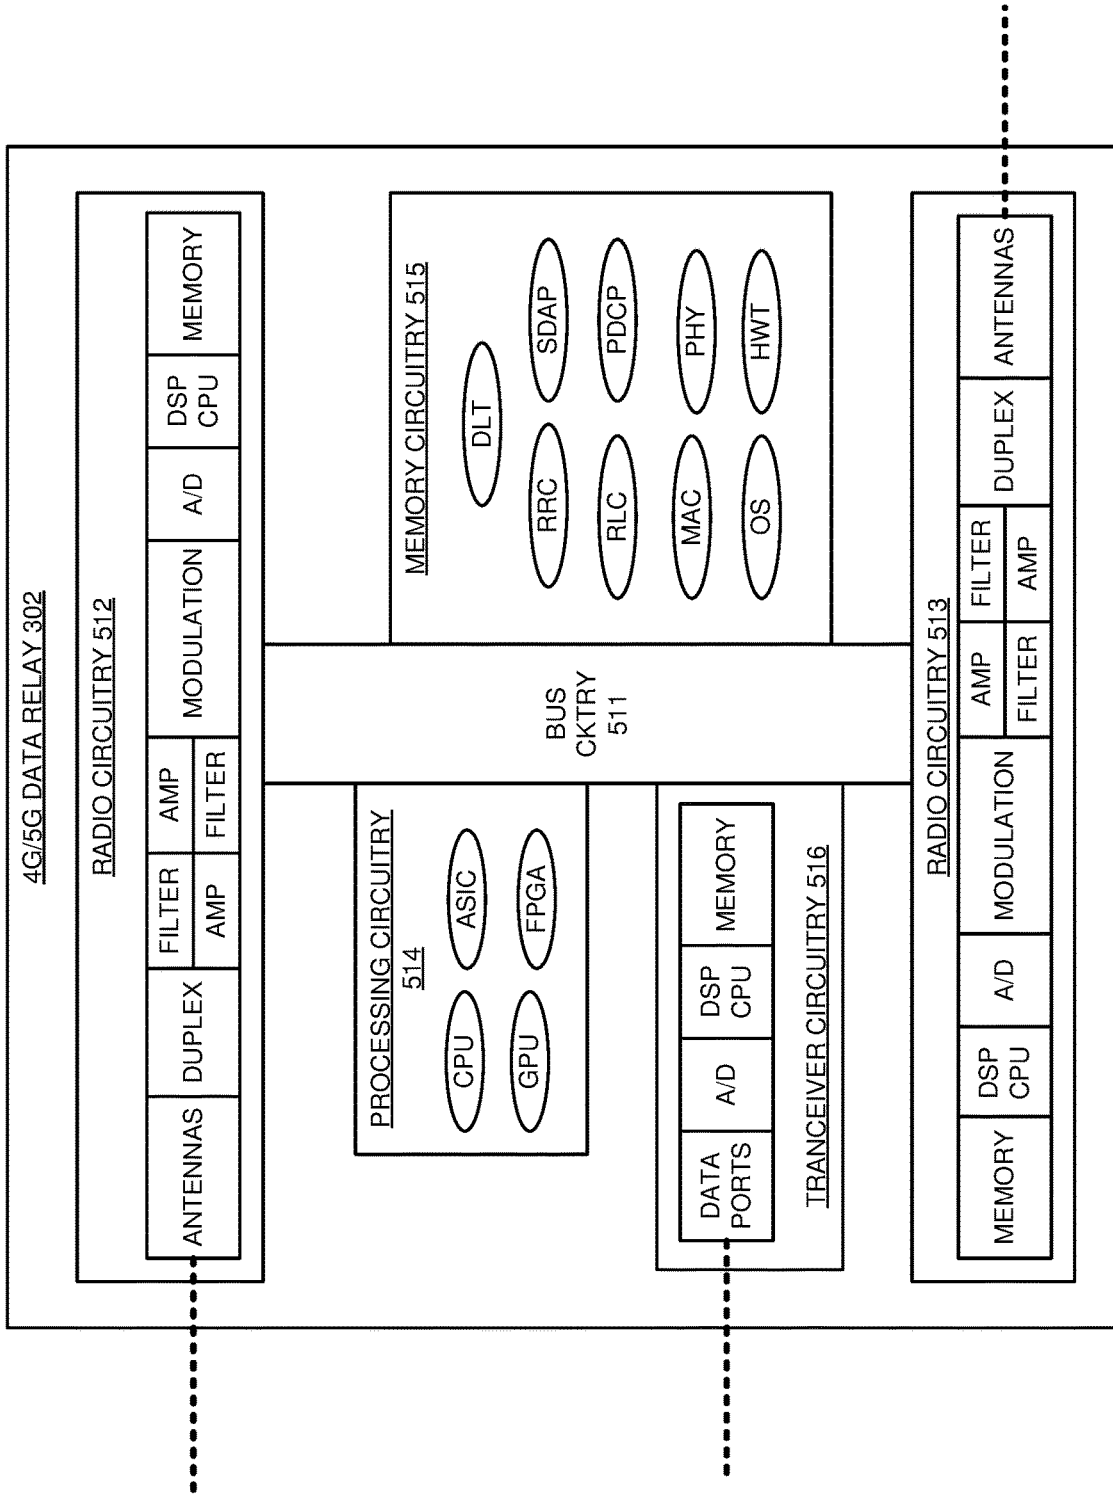 4G/5G DATA RELAY 302
RADIO CIRCUITRY 512
ANTENNAS
DUPLEX
FILTER
AMP
AMP
FILTER
MODULATION
A/D
DSP
CPU
MEMORY
PROCESSING CIRCUITRY
514
CPU
ASIC
GPU
FPGA
BUS
CKTRY
511
MEMORY CIRCUITRY 515
DLT
RRC
SDAP
RLC
PDCP
MAC
PHY
OS
HWT
DATA
PORTS
A/D
DSP
CPU
MEMORY
TRANCEIVER CIRCUITRY 516
RADIO CIRCUITRY 513
MEMORY
DSP
CPU
A/D
MODULATION
AMP
FILTER
FILTER
AMP
DUPLEX
ANTENNAS